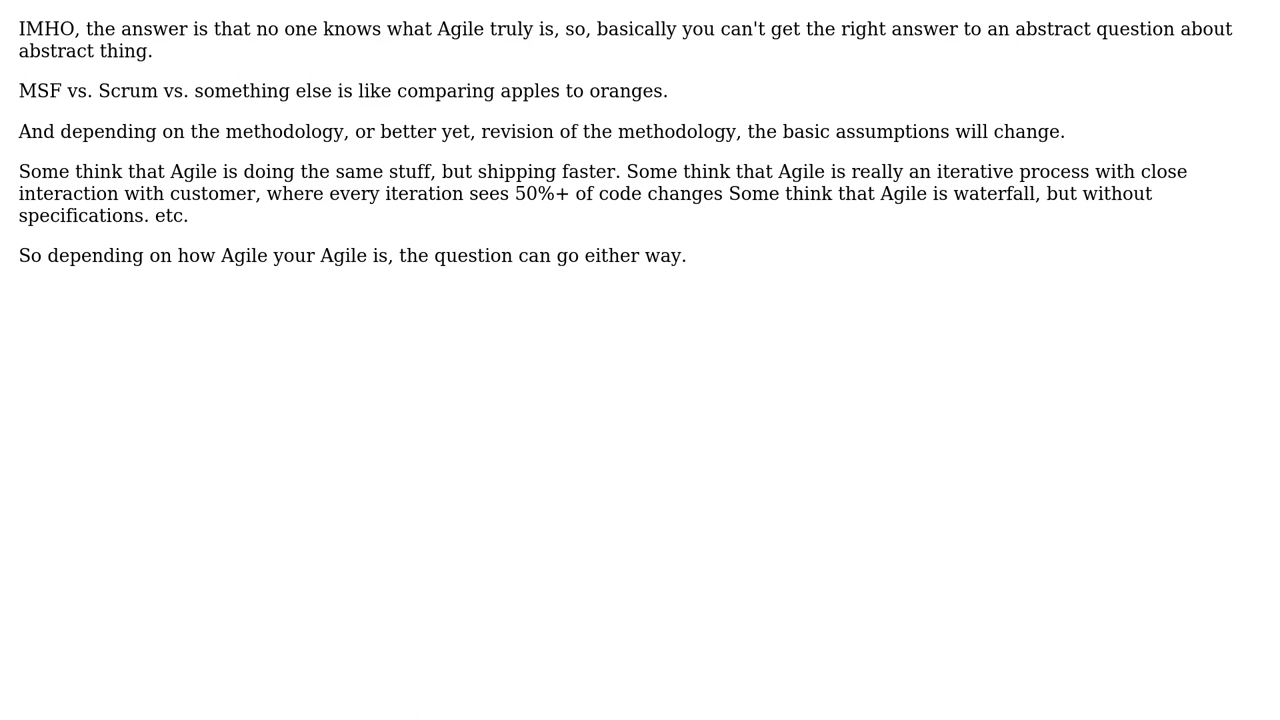 IMHO, the answer is that no one knows what Agile truly is, so, basically you can't get the right answer to an abstract question about
abstract thing.
MSF vs. Scrum vs. something else is like comparing apples to oranges.
And depending on the methodology, or better yet, revision of the methodology, the basic assumptions will change.
Some think that Agile is doing the same stuff, but shipping faster. Some think that Agile is really an iterative process with close
interaction with customer, where every iteration sees 50%+ of code changes Some think that Agile is waterfall, but without
specifications. etc.
So depending on how Agile your Agile is, the question can go either way.